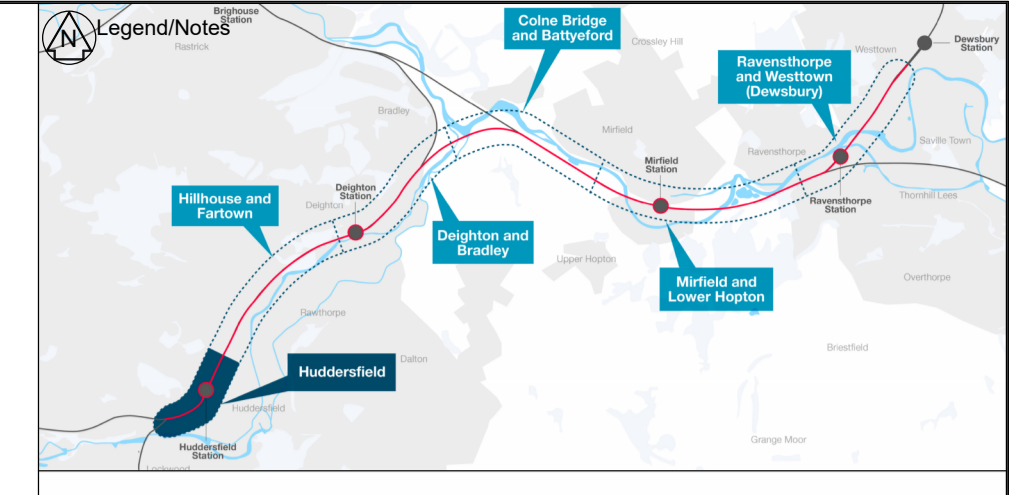 N
Legend/Notes
Brighouse
Station
Rastrick
Colne Bridge
and Battyeford
Crossley Hill
Westtown
Dewsbury
Station
Ravensthorpe
and Westtown
(Dewsbury)
Bradley
Mirfield
Saville Town
Ravensthorpe
Mirfield
Station
Deighton
Station
Deighton
Hillhouse and
Fartown
Thornhill Lees
Ravensthorpe
Station
Deighton and
Bradley
Upper Hopton
Mirfield and
Lower Hopton
Overthorpe
Rawthorpe
Briestfield
Dalton
Huddersfield
Huddersfield
Grange Moor
Huddersfield
Station
Lockwood